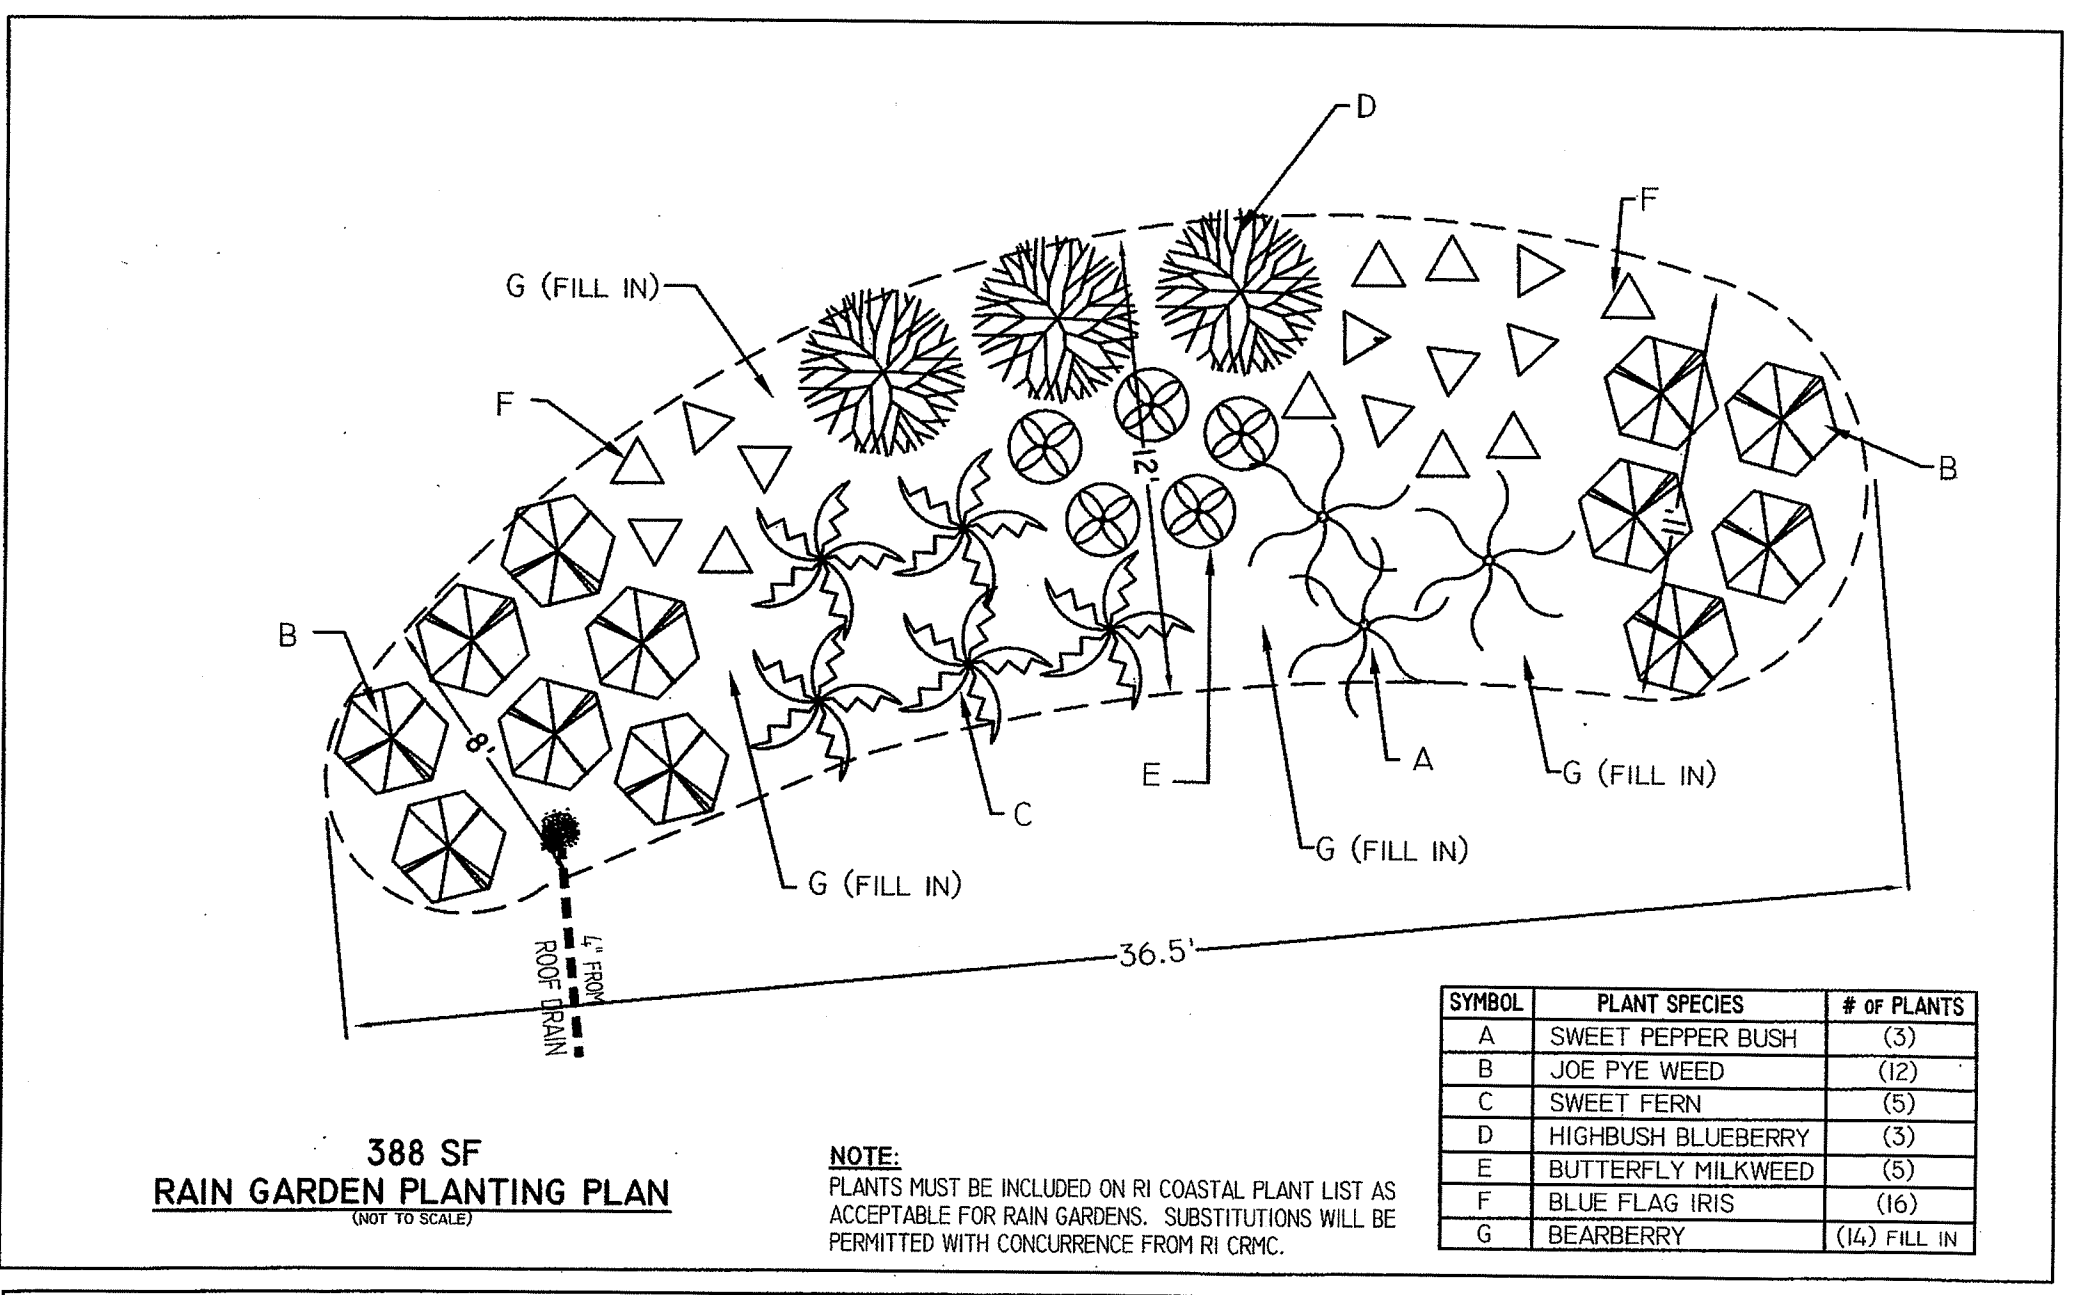 D
F
G (FILL IN)
F
B
12'
11'
B
8'
E
A
G (FILL IN)
C
G (FILL IN)
G (FILL IN)
4" FROM
ROOF DRAIN
36.5'
SYMBOL PLANT SPECIES # OF PLANTS
A SWEET PEPPER BUSH (3)
B JOE PYE WEED (12)
C SWEET FERN (5)
D HIGHBUSH BLUEBERRY (3)
E BUTTERFLY MILKWEED (5)
F BLUE FLAG IRIS (16)
G BEARBERRY (14) FILL IN
388 SF
RAIN GARDEN PLANTING PLAN
(NOT TO SCALE)
NOTE:
PLANTS MUST BE INCLUDED ON RI COASTAL PLANT LIST AS
ACCEPTABLE FOR RAIN GARDENS. SUBSTITUTIONS WILL BE
PERMITTED WITH CONCURRENCE FROM RI CRMC.